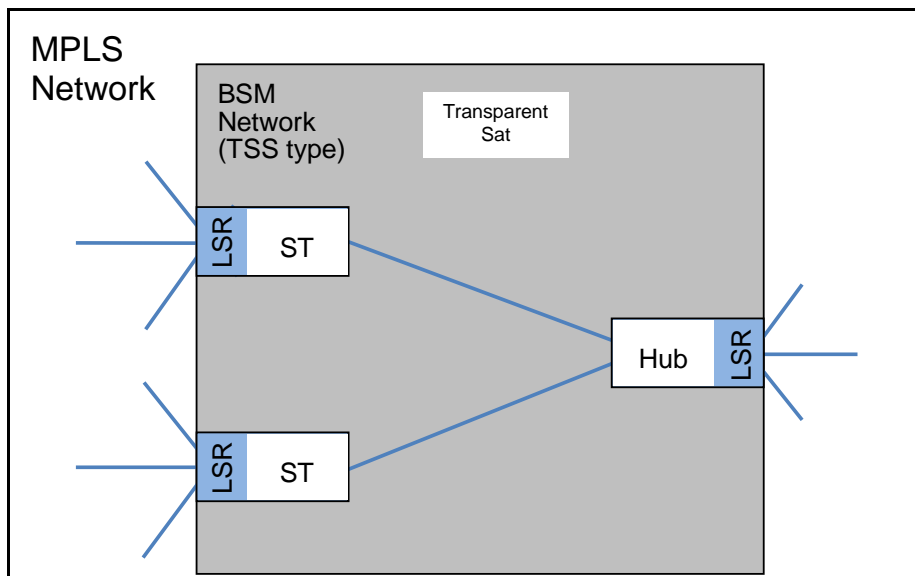 MPLS
Network
BSM
Network
(TSS type)
Transparent
Sat
LSR
ST
Hub
LSR
LSR
ST